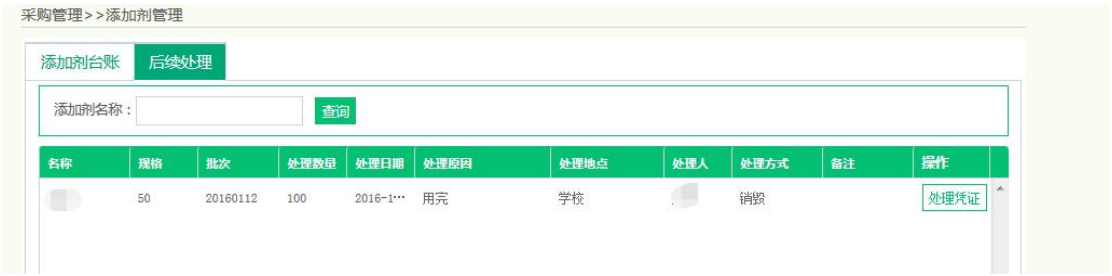 采购管理>>添加剂管理
添加剂台账 后续处理
添加剂名称： 查询
名称 规格 批次 处理数量 处理日期 处理原因 处理地点 处理人 处理方式 备注 操作
50 20160112 100 2016-1… 用完 学校 销毁 处理凭证